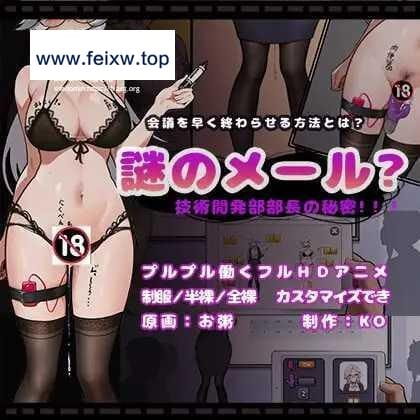 www.feixw.top
18
会議を早く終わらせる方法とは?
謎のメール?
技術開発部部長の秘密!!!
18
プルプル働くフルHDアニメ
制服/半裸/全裸 カスタマイズでき
原画:お粥 制作:KO